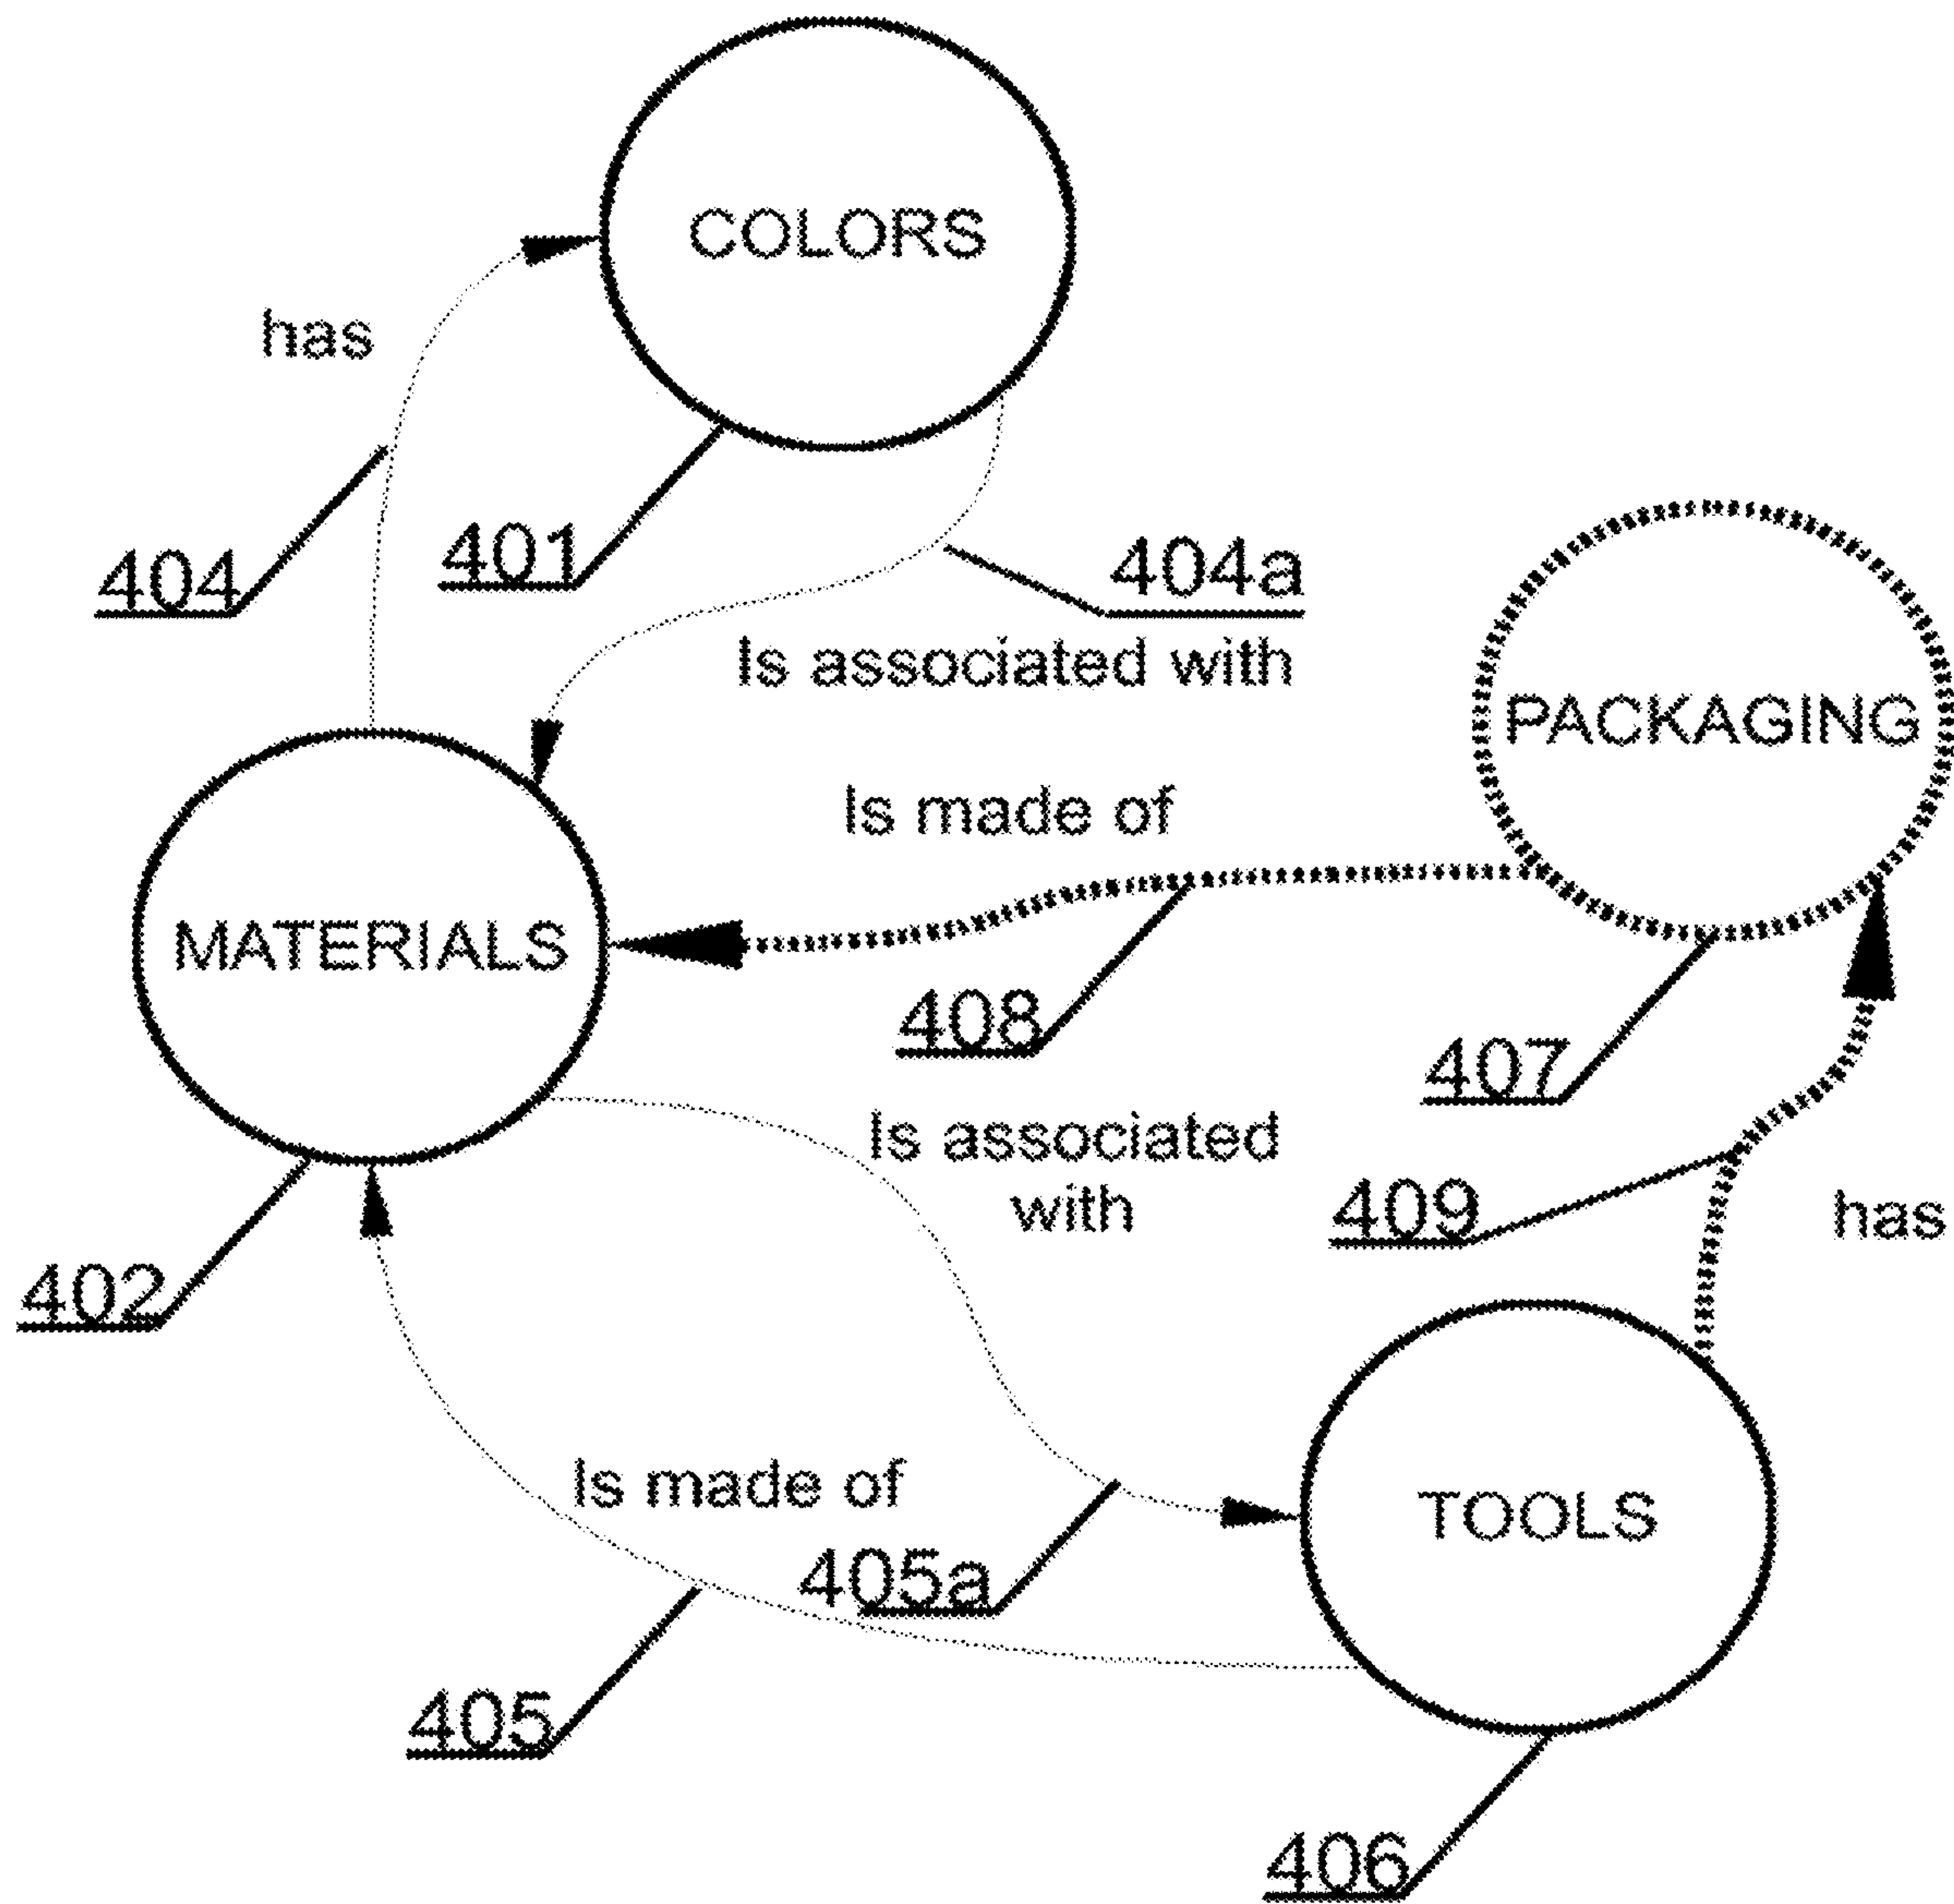 COLORS
has
404
401
404a
Is associated with
PACKAGING
Is made of
MATERIALS
408
407
Is associated
with
409
has
402
Is made of
TOOLS
405a
405
406